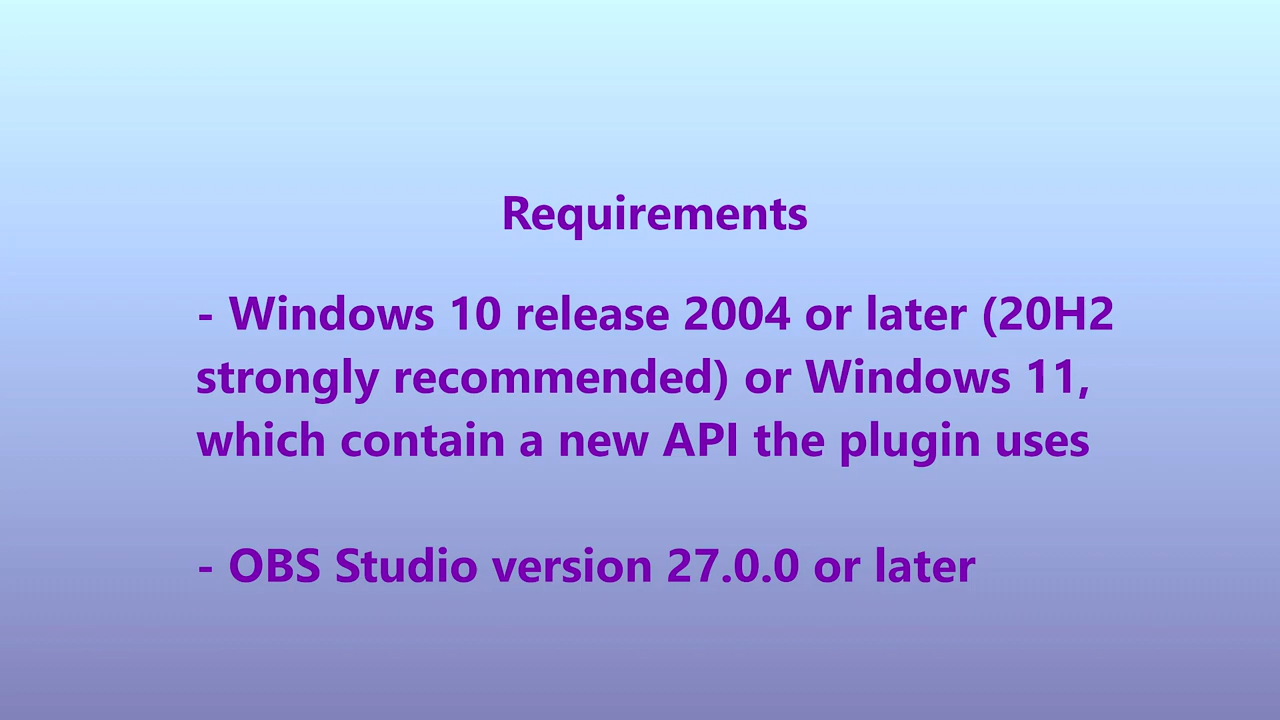 Requirements
- Windows 10 release 2004 or later (20H2
strongly recommended) or Windows 11,
which contain a new API the plugin uses
- OBS Studio version 27.0.0 or later